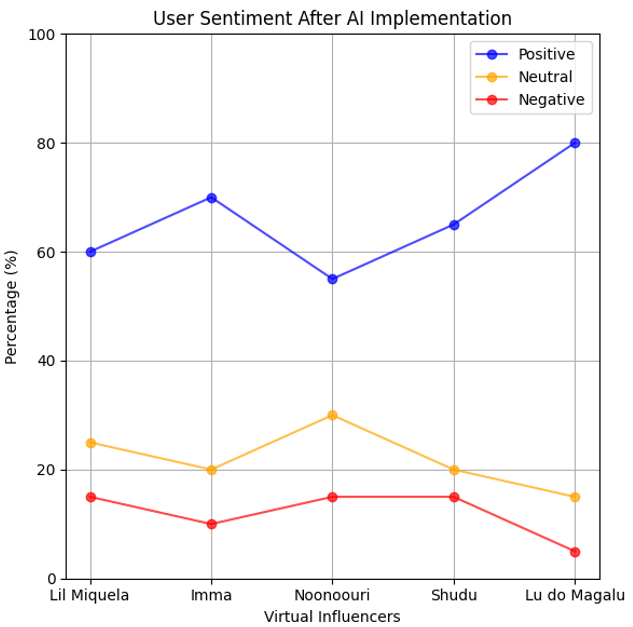 User Sentiment After AI Implementation
100
80
60
40
20
0
Percentage (%)
Positive
Neutral
Negative
Lil Miquela Imma Noonoouri Shudu Lu do Magalu
Virtual Influencers